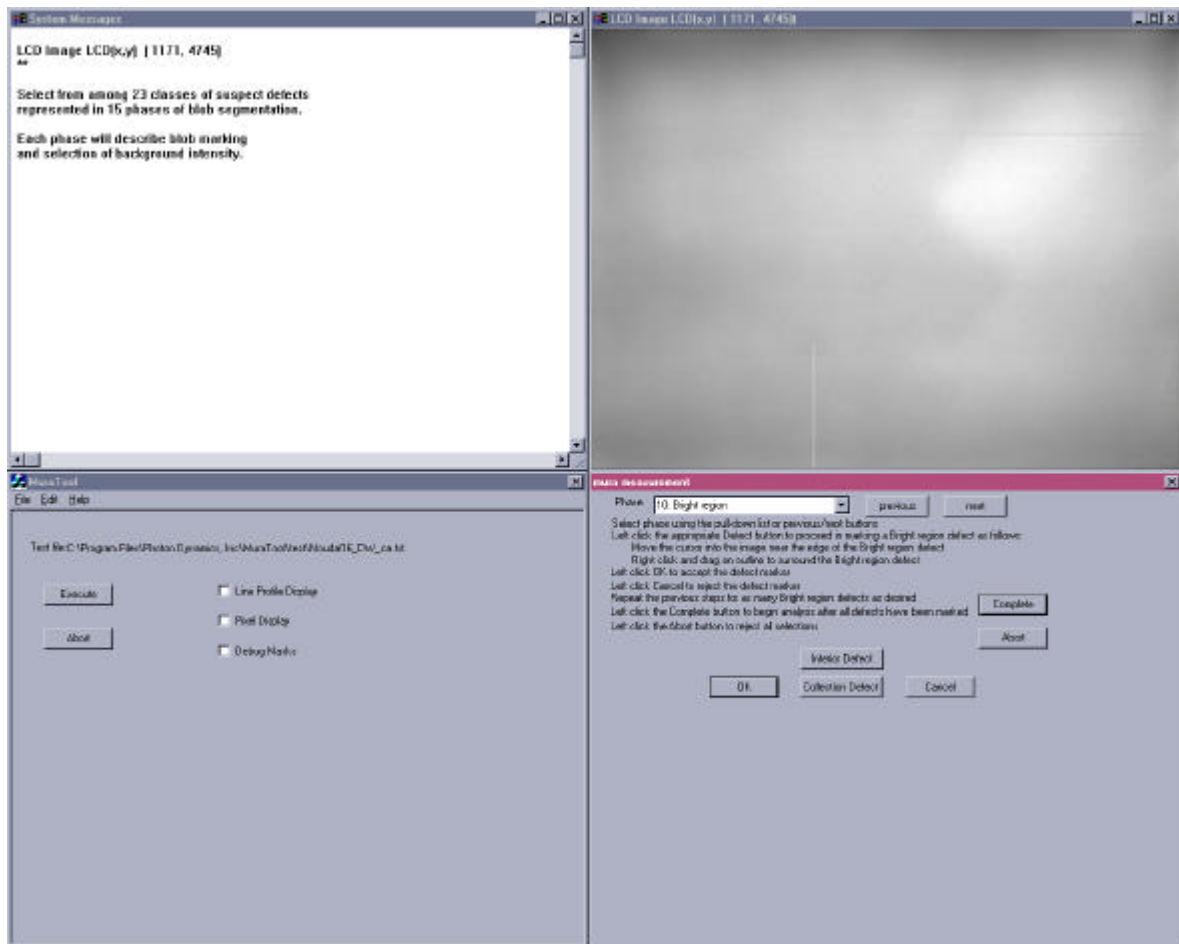 System Messages
LCD Image LCD(x,y) ( 1171, 4745)
**
Select from among 23 classes of suspect defects
represented in 15 phases of blob segmentation.
Each phase will describe blob marking
and selection of background intensity.
LCD Image LCD(x,y) ( 1171, 4745)
MuraTool
File Edit Help
Test file:
Execute
Abort
Line Profile Display
Pixel Display
Debug Marks
mura measurement
Phase 10: Bright region previous next
Select phase using the pull-down list or previous/next buttons
Left click the appropriate Defect button to proceed in marking a Bright region defect as follows:
Move the cursor into the image near the edge of the Bright region defect
Right click and drag an outline to surround the Bright region defect
Left click OK to accept the defect marker
Left click Cancel to reject the defect marker
Repeat the previous steps for as many Bright region defects as desired
Left click the Complete button to begin analysis after all defects have been marked
Left click the Abort button to reject all selections
Complete
Abort
Interior Defect
OK Collection Defect Cancel